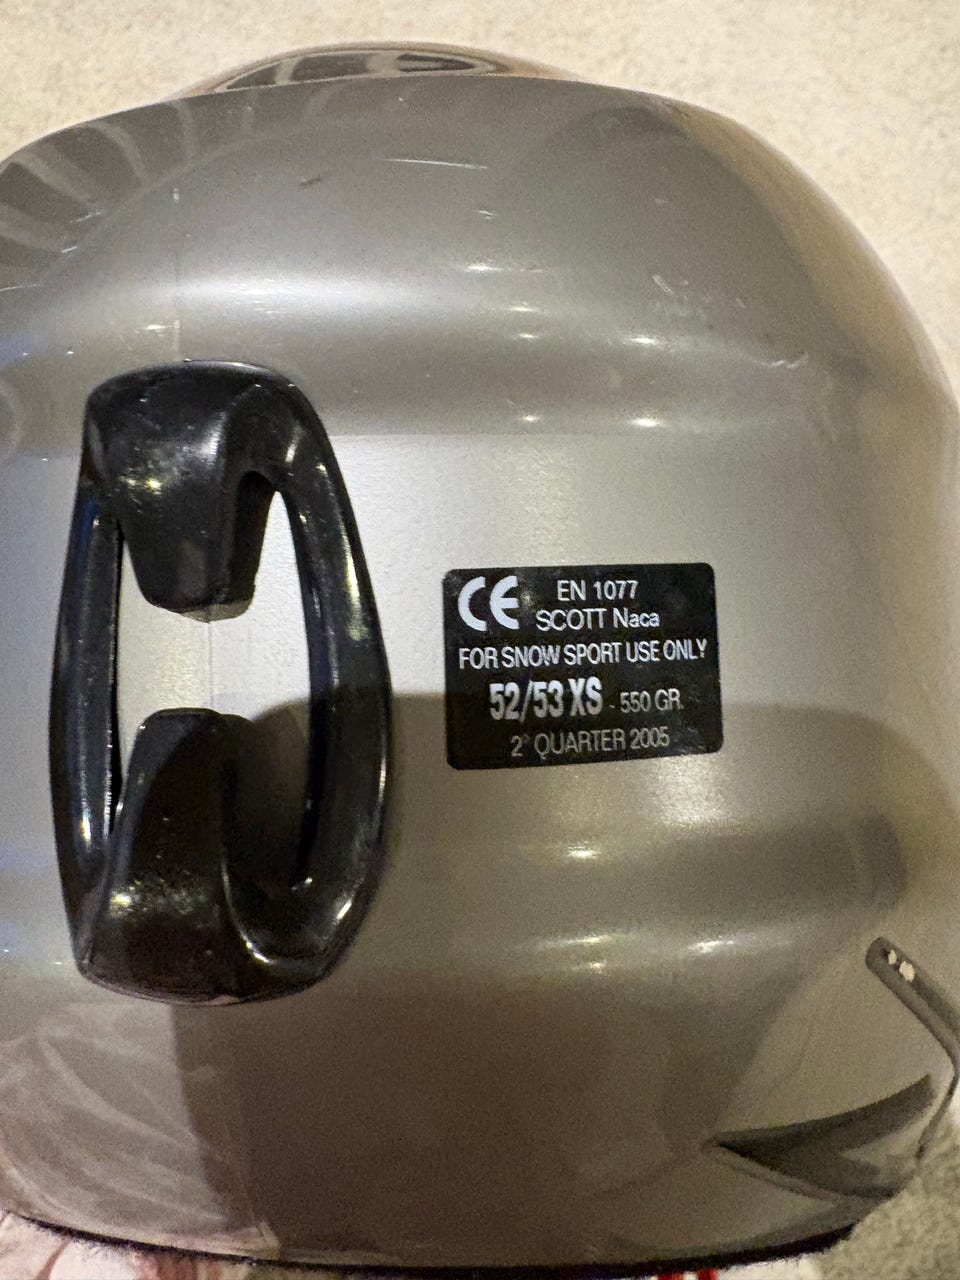 CE EN 1077
SCOTT Naca
FOR SNOW SPORT USE ONLY
52/53 XS - 550 GR.
2° QUARTER 2005